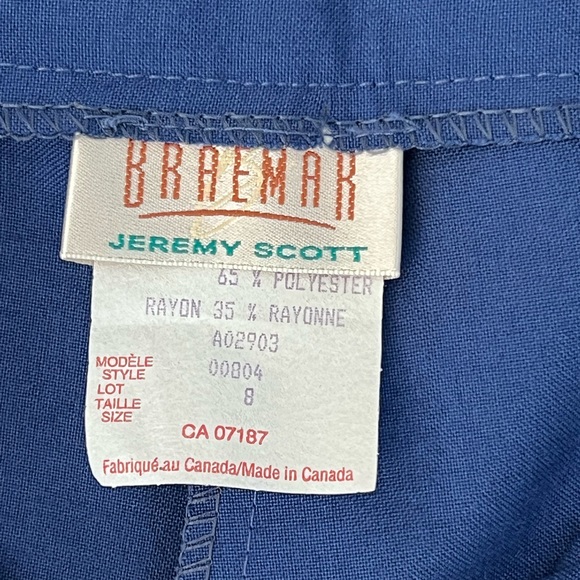 BRAEMAR
JEREMY SCOTT
65 % POLYESTER
RAYON 35 % RAYONNE
A02903
MODÈLE
STYLE 00804
LOT
TAILLE 8
SIZE
CA 07187
Fabriqué au Canada/Made in Canada